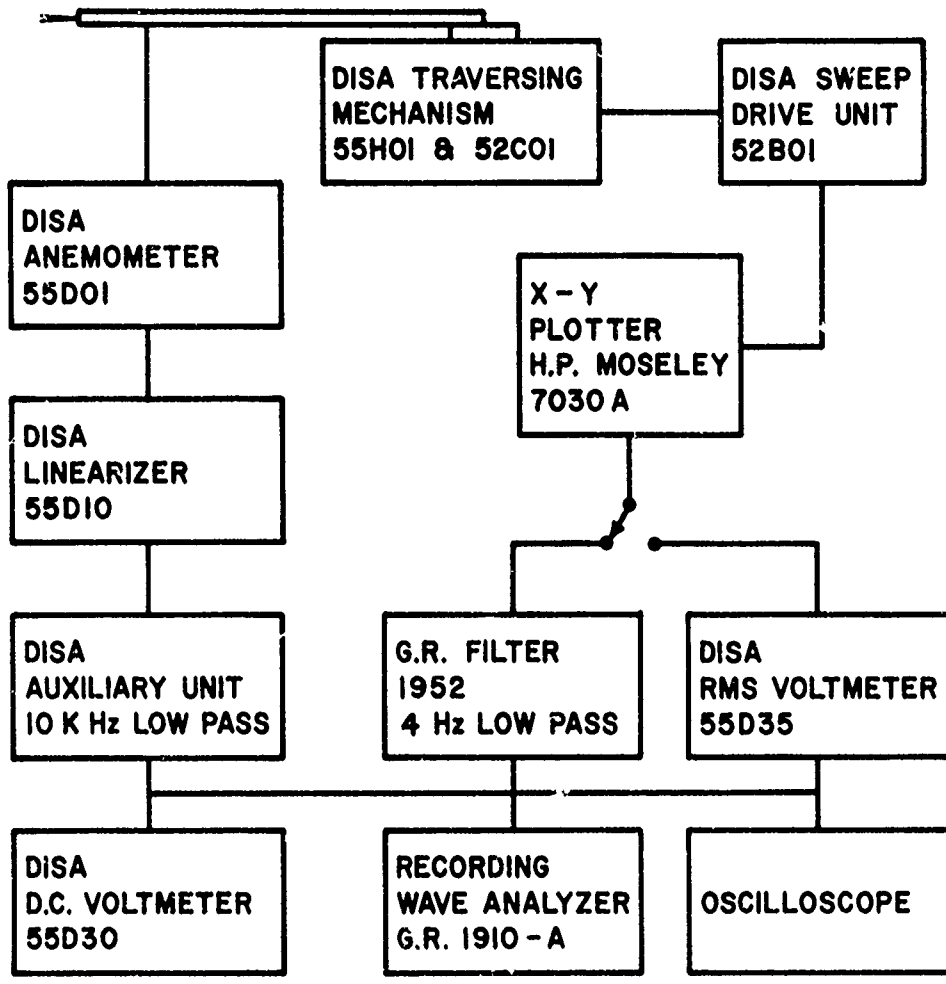 DISA TRAVERSING
MECHANISM
55H01 & 52C01
DISA SWEEP
DRIVE UNIT
52B01
DISA
ANEMOMETER
55D01
X-Y
PLOTTER
H.P. MOSELEY
7030 A
DISA
LINEARIZER
55D10
DISA
AUXILIARY UNIT
10 K Hz LOW PASS
G.R. FILTER
1952
4 Hz LOW PASS
DISA
RMS VOLTMETER
55D35
DISA
D.C. VOLTMETER
55D30
RECORDING
WAVE ANALYZER
G.R. 1910-A
OSCILLOSCOPE